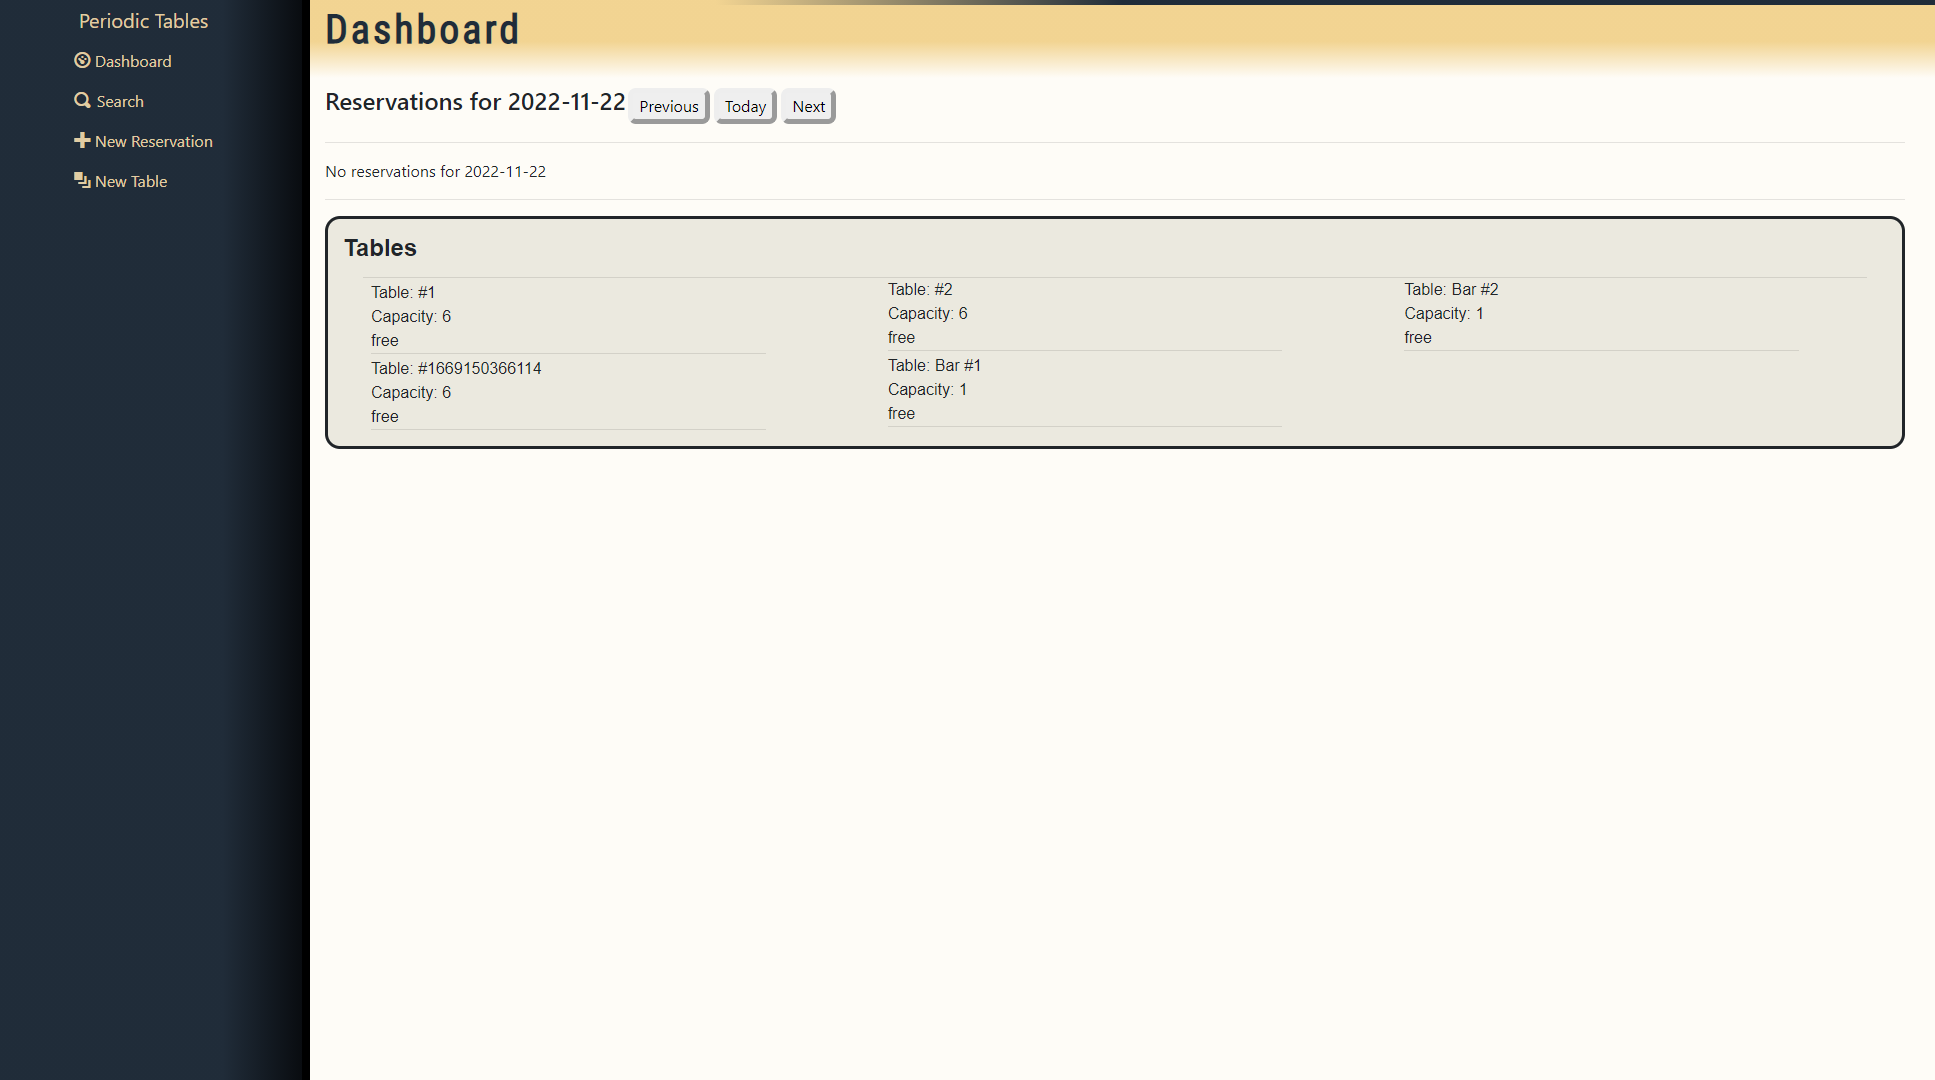 Periodic Tables
Dashboard
Search
New Reservation
New Table
Dashboard
Reservations for 2022-11-22 Previous Today Next
No reservations for 2022-11-22
Tables
Table: #1
Capacity: 6
free
Table: #1669150366114
Capacity: 6
free
Table: #2
Capacity: 6
free
Table: Bar #1
Capacity: 1
free
Table: Bar #2
Capacity: 1
free